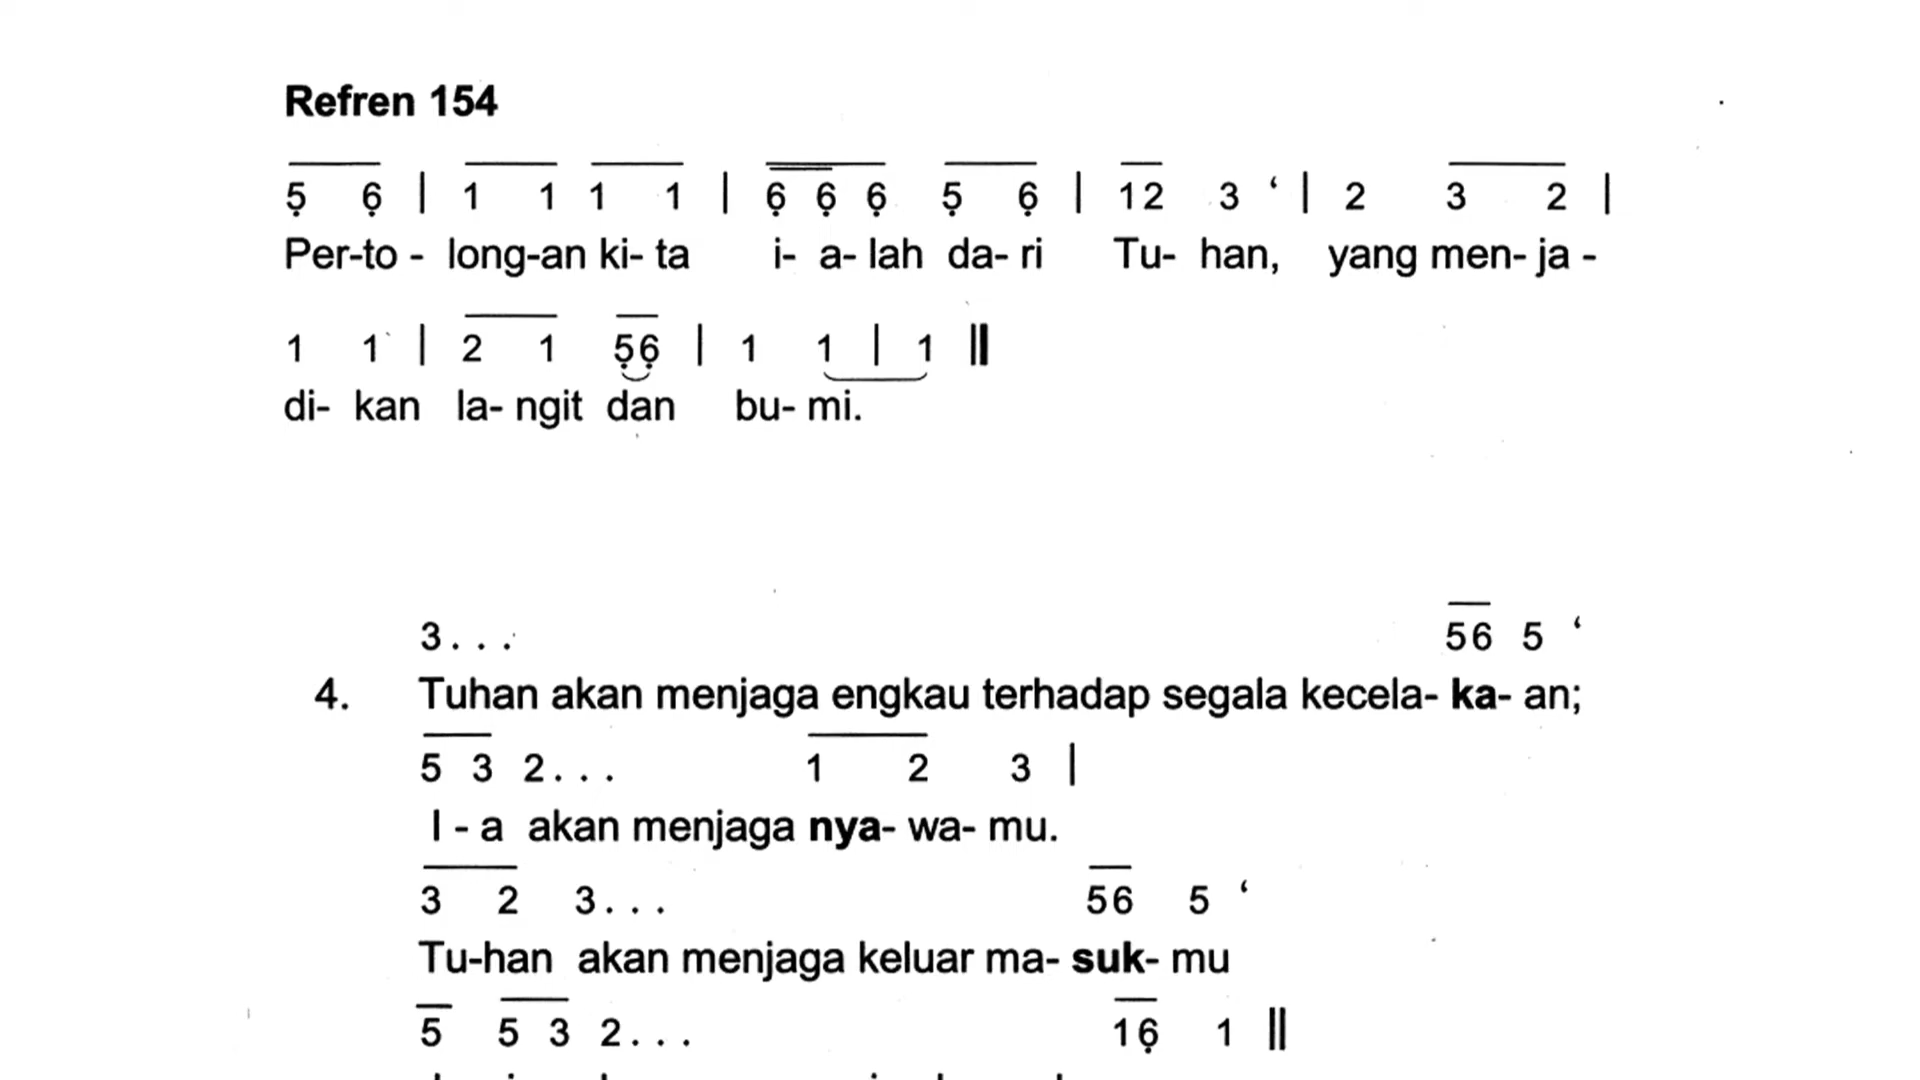 Refren 154
5̣ 6̣ | 1 1 1 1 | 6̣ 6̣ 6̣ 5̣ 6̣ | 12 3 ‘ | 2 3 2 |
Per-to - long-an ki- ta i- a- lah da- ri Tu- han, yang men- ja -
1 1 | 2 1 5̣6̣ | 1 1 | 1 ||
di- kan la- ngit dan bu- mi.
3... 56 5 ‘
4. Tuhan akan menjaga engkau terhadap segala kecela- ka- an;
5 3 2... 1 2 3 |
I - a akan menjaga nya- wa- mu.
3 2 3... 56 5 ‘
Tu-han akan menjaga keluar ma- suk- mu
5 5 3 2... 16̣ 1 ||